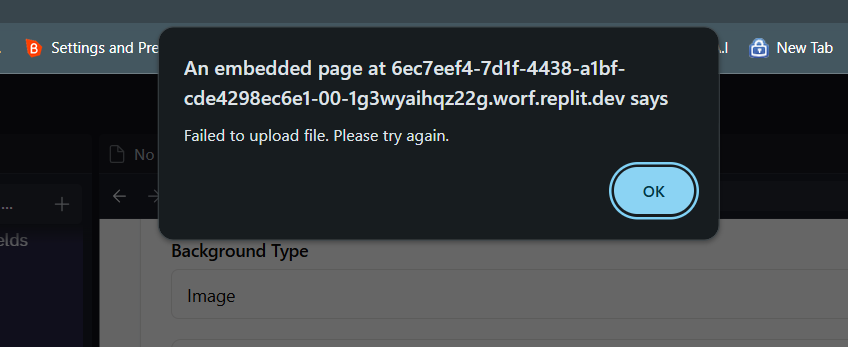 Settings and Pre
.I
New Tab
An embedded page at 6ec7eef4-7d1f-4438-a1bf-
cde4298ec6e1-00-1g3wyaihqz22g.worf.replit.dev says
Failed to upload file. Please try again.
OK
No
...
elds
Background Type
Image